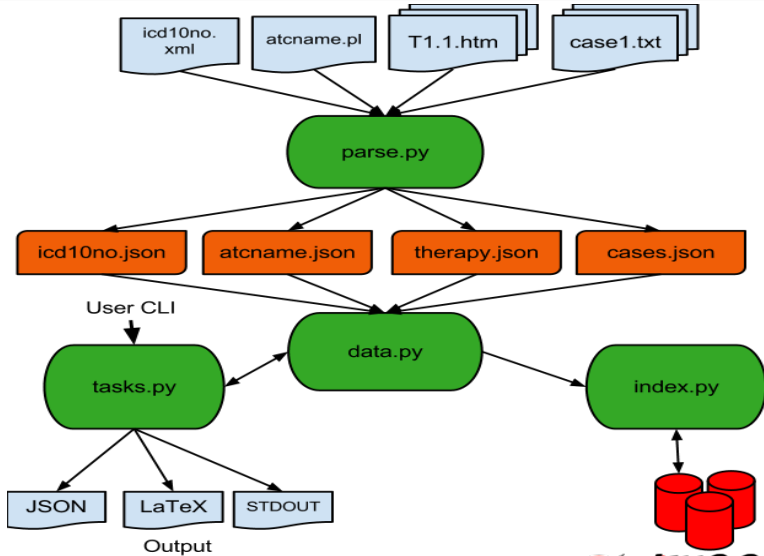 icd10no.
xml
atcname.pl
T1.1.htm
case1.txt
parse.py
icd10no.json
atcname.json
therapy.json
cases.json
User CLI
data.py
tasks.py
index.py
JSON
LaTeX
STDOUT
Output